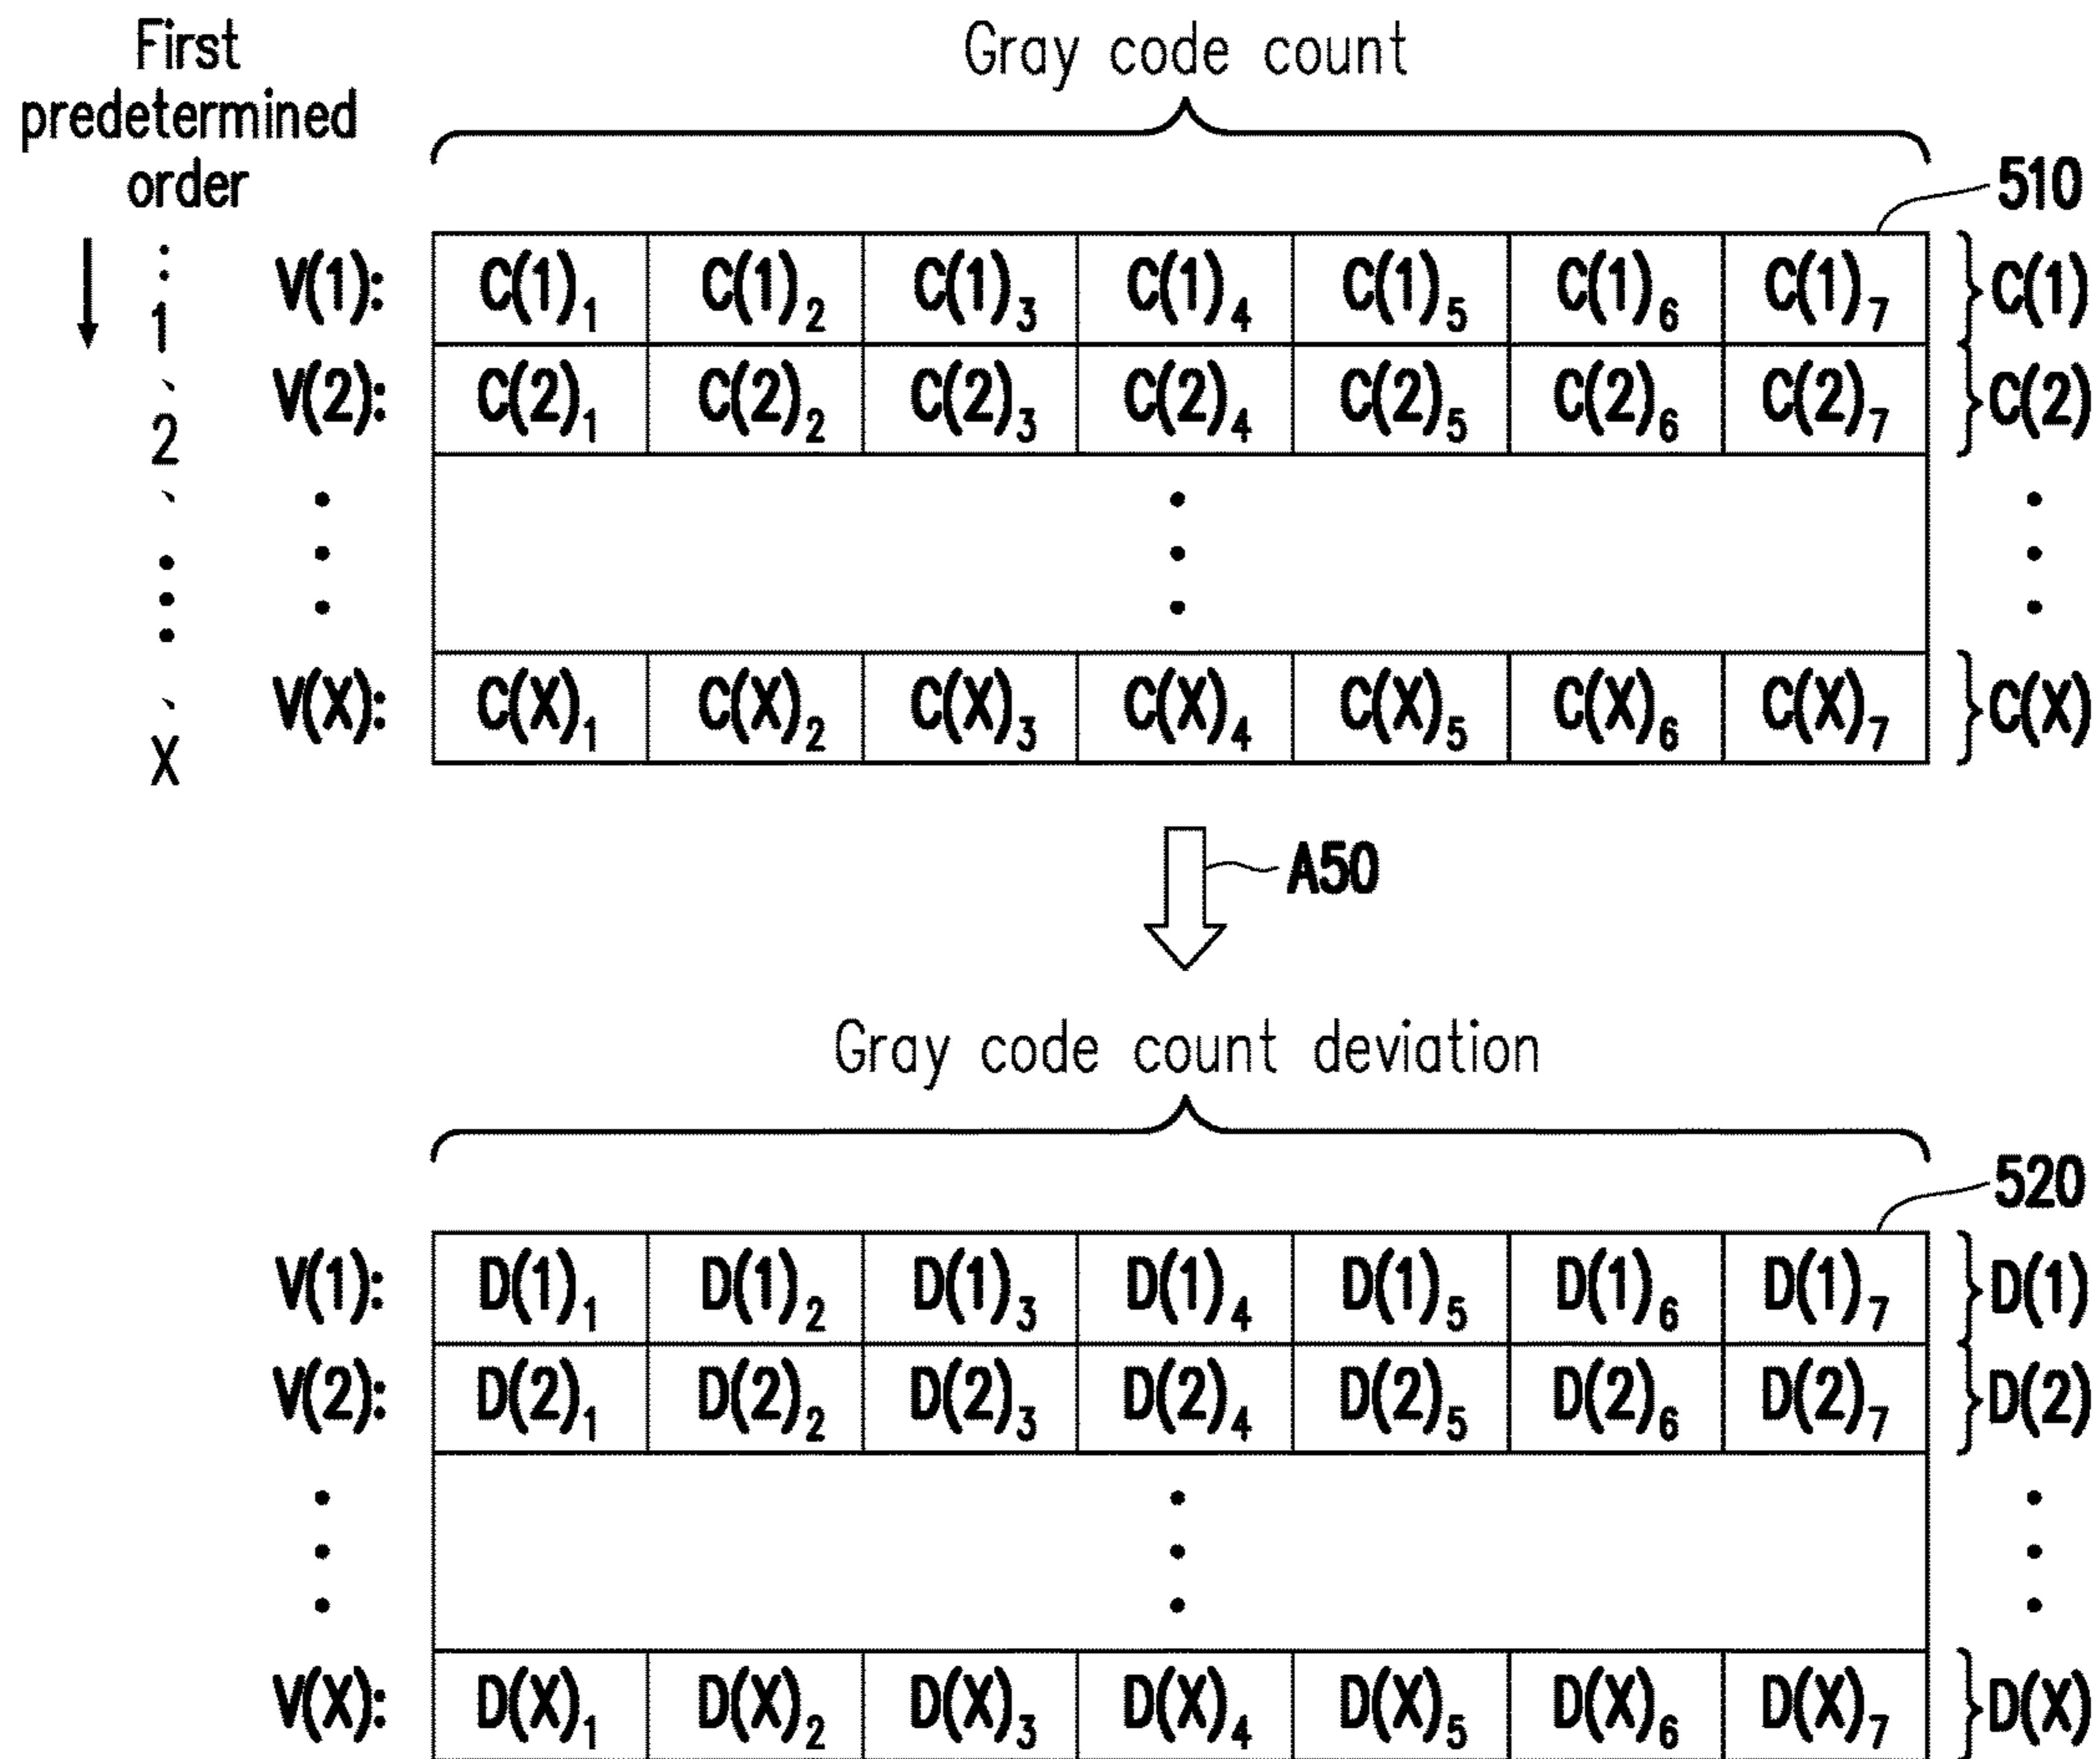 First
predetermined
order
:
1
、
2
、
⋮
、
X
Gray code count
510
V(1): C(1)₁ C(1)₂ C(1)₃ C(1)₄ C(1)₅ C(1)₆ C(1)₇ C(1)
V(2): C(2)₁ C(2)₂ C(2)₃ C(2)₄ C(2)₅ C(2)₆ C(2)₇ C(2)
⋮ ⋮ ⋮
V(X): C(X)₁ C(X)₂ C(X)₃ C(X)₄ C(X)₅ C(X)₆ C(X)₇ C(X)
A50
Gray code count deviation
520
V(1): D(1)₁ D(1)₂ D(1)₃ D(1)₄ D(1)₅ D(1)₆ D(1)₇ D(1)
V(2): D(2)₁ D(2)₂ D(2)₃ D(2)₄ D(2)₅ D(2)₆ D(2)₇ D(2)
⋮ ⋮ ⋮
V(X): D(X)₁ D(X)₂ D(X)₃ D(X)₄ D(X)₅ D(X)₆ D(X)₇ D(X)